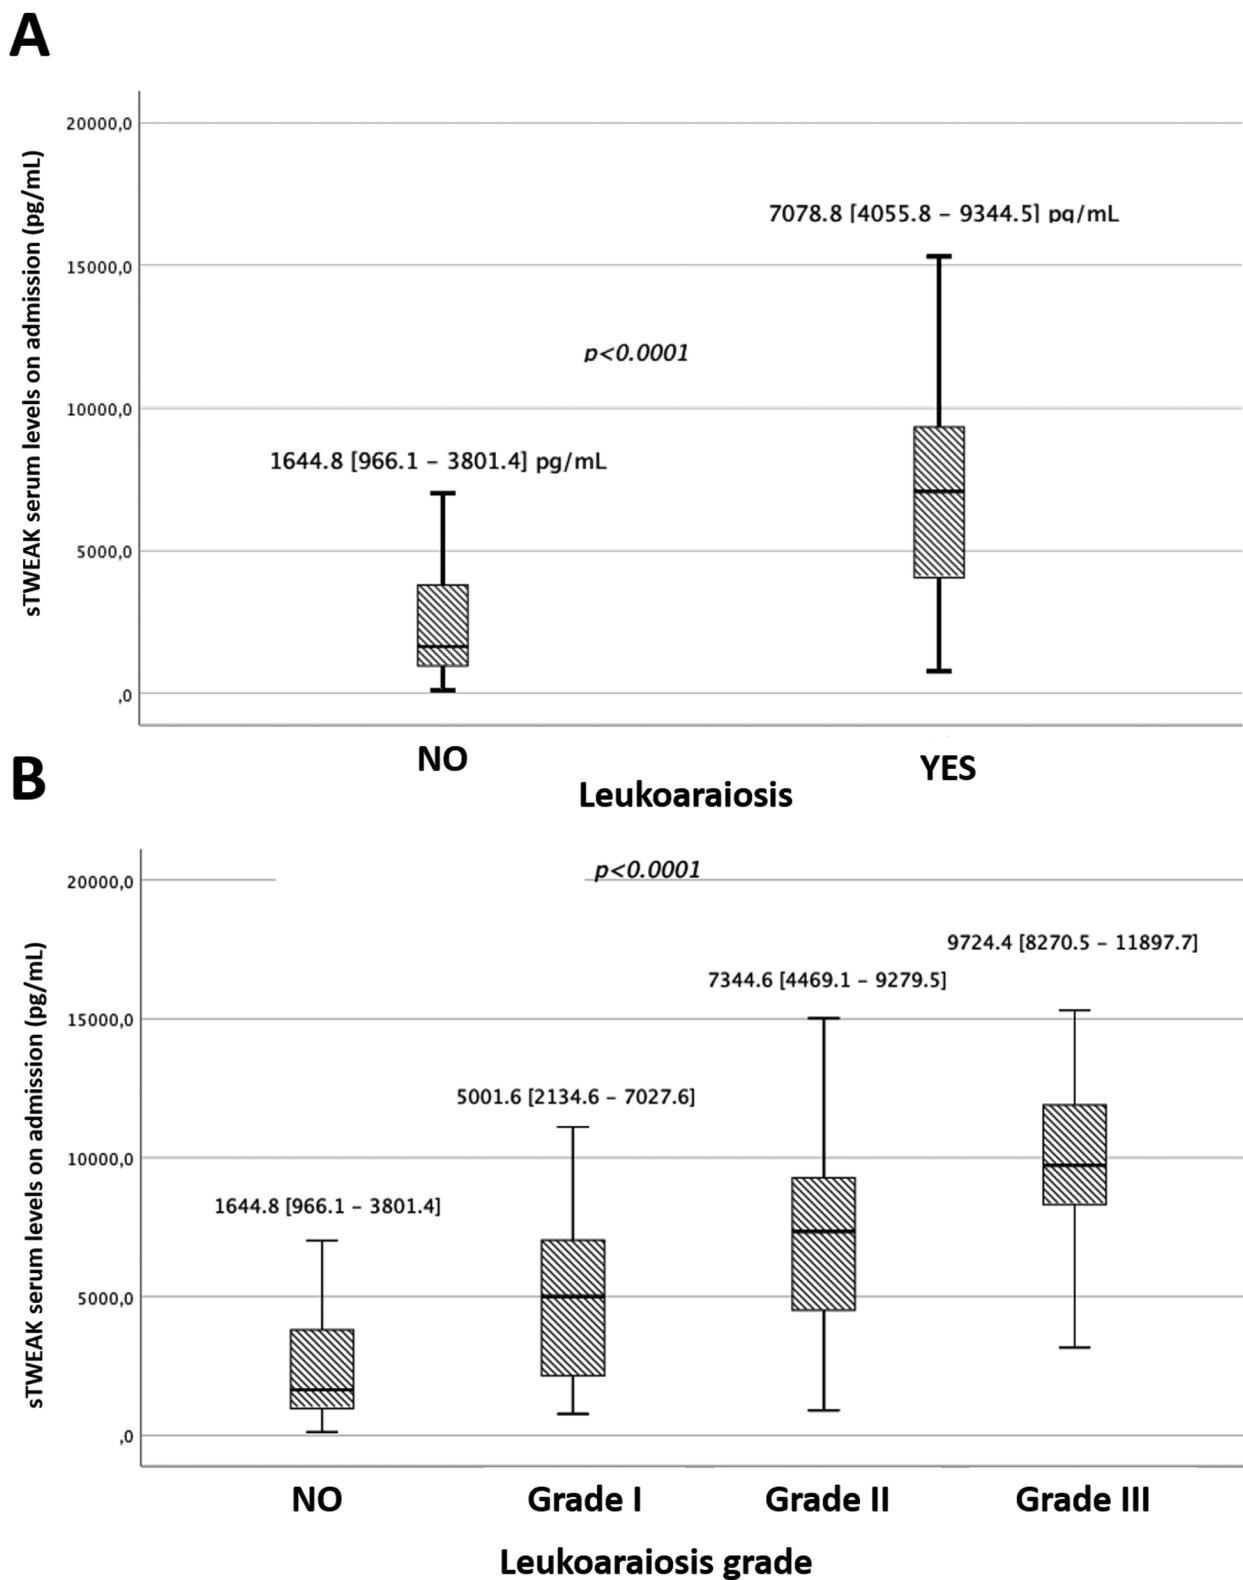 A
sTWEAK serum levels on admission (pg/mL)
20000,0
15000,0
10000,0
5000,0
,0
7078.8 [4055.8 – 9344.5] pg/mL
p<0.0001
1644.8 [966.1 – 3801.4] pg/mL
NO
YES
Leukoaraiosis
B
sTWEAK serum levels on admission (pg/mL)
20000,0
15000,0
10000,0
5000,0
,0
p<0.0001
9724.4 [8270.5 – 11897.7]
7344.6 [4469.1 – 9279.5]
5001.6 [2134.6 – 7027.6]
1644.8 [966.1 – 3801.4]
NO
Grade I
Grade II
Grade III
Leukoaraiosis grade